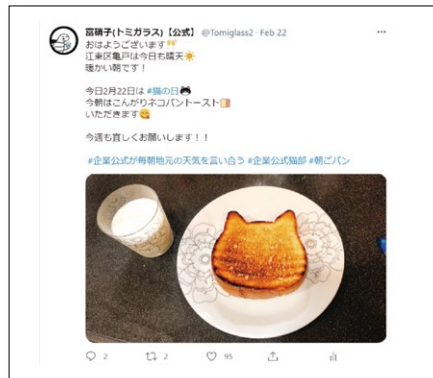 富硝子(トミガラス)【公式】 @Tomiglass2 · Feb 22
おはようございます
江東区亀戸は今日も晴天☀
暖かい朝です！
今日2月22日は #猫の日
今朝はこんがりネコパントースト🍞
いただきます😋
今週も宜しくお願いします！！
#企業公式が毎朝地元の天気を言い合う #企業公式猫部 #朝ごパン
2 2 95